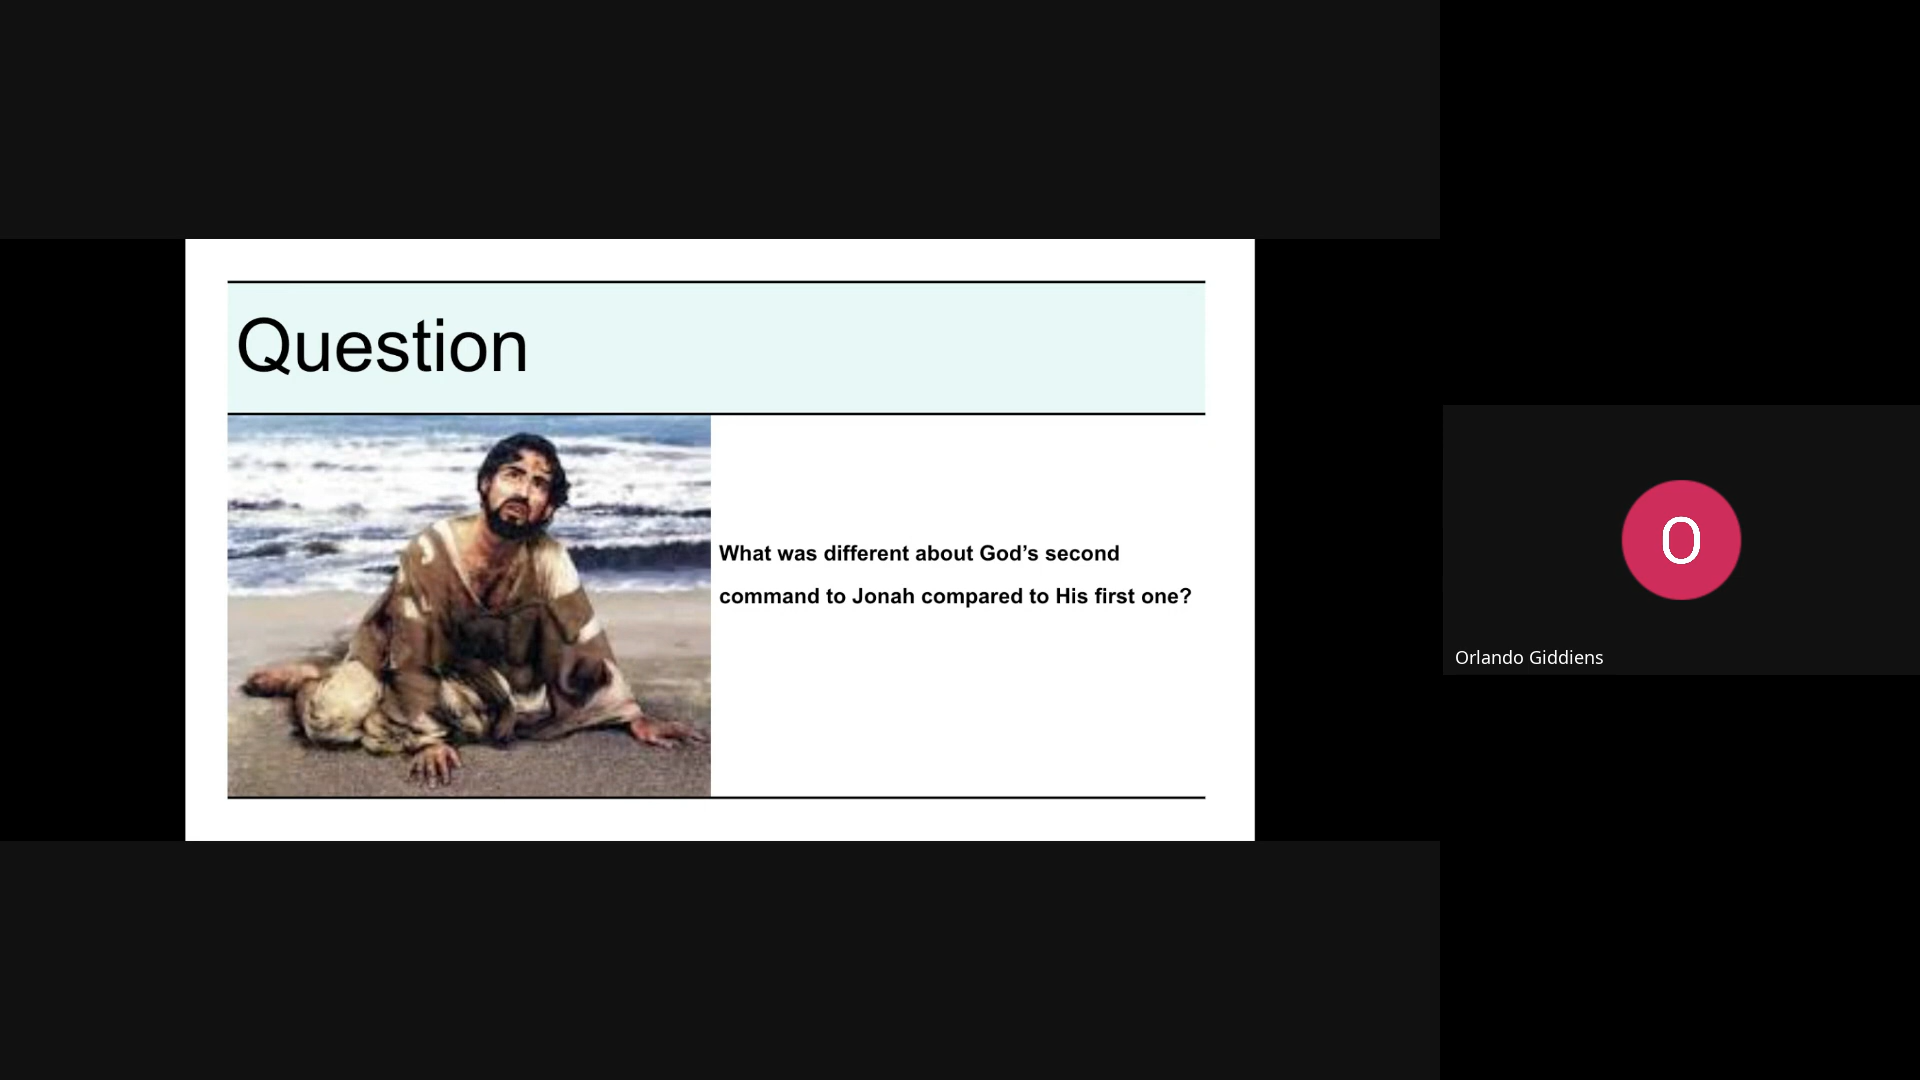 Question
What was different about God’s second
command to Jonah compared to His first one?
O
Orlando Giddiens